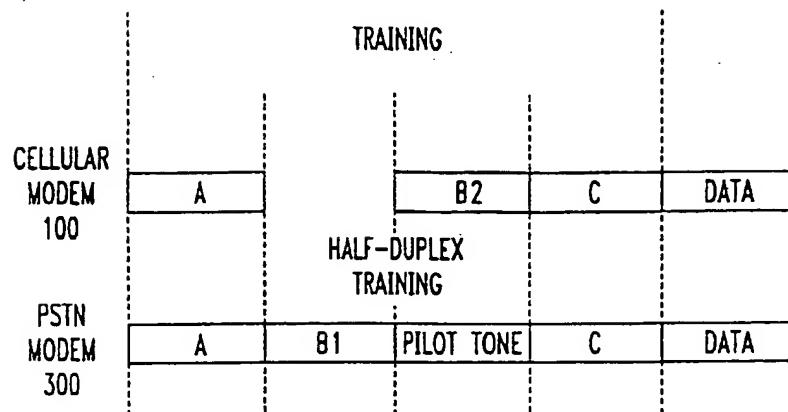 TRAINING
CELLULAR
MODEM
100
A
B2
C
DATA
HALF-DUPLEX
TRAINING
PSTN
MODEM
300
A
B1
PILOT TONE
C
DATA